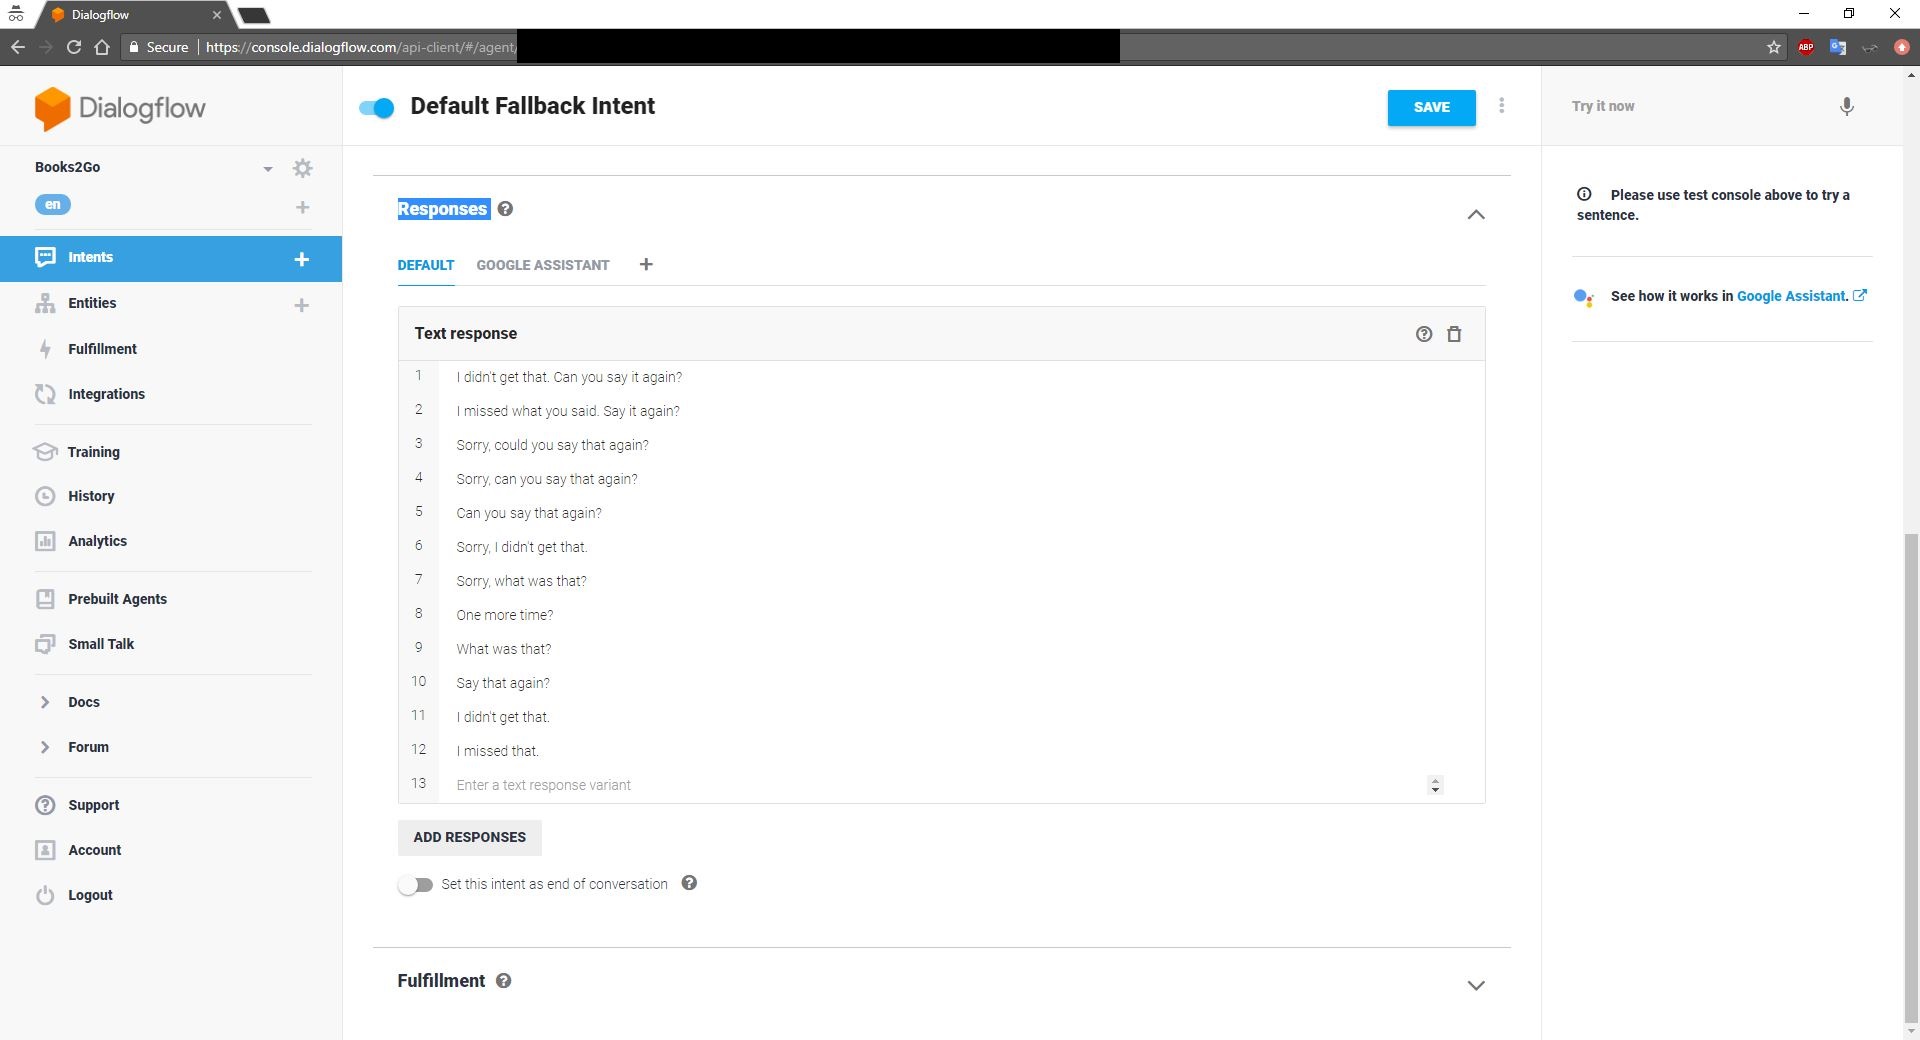 Dialogflow
Secure https://console.dialogflow.com/api-client/#/agent/
ABP
Dialogflow
Default Fallback Intent
SAVE
Try it now
Books2Go
en
Intents
Entities
Fulfillment
Integrations
Training
History
Analytics
Prebuilt Agents
Small Talk
Docs
Forum
Support
Account
Logout
Responses
DEFAULT GOOGLE ASSISTANT +
Text response
1 I didn't get that. Can you say it again?
2 I missed what you said. Say it again?
3 Sorry, could you say that again?
4 Sorry, can you say that again?
5 Can you say that again?
6 Sorry, I didn't get that.
7 Sorry, what was that?
8 One more time?
9 What was that?
10 Say that again?
11 I didn't get that.
12 I missed that.
13 Enter a text response variant
ADD RESPONSES
Set this intent as end of conversation
Fulfillment
Please use test console above to try a
sentence.
See how it works in Google Assistant.